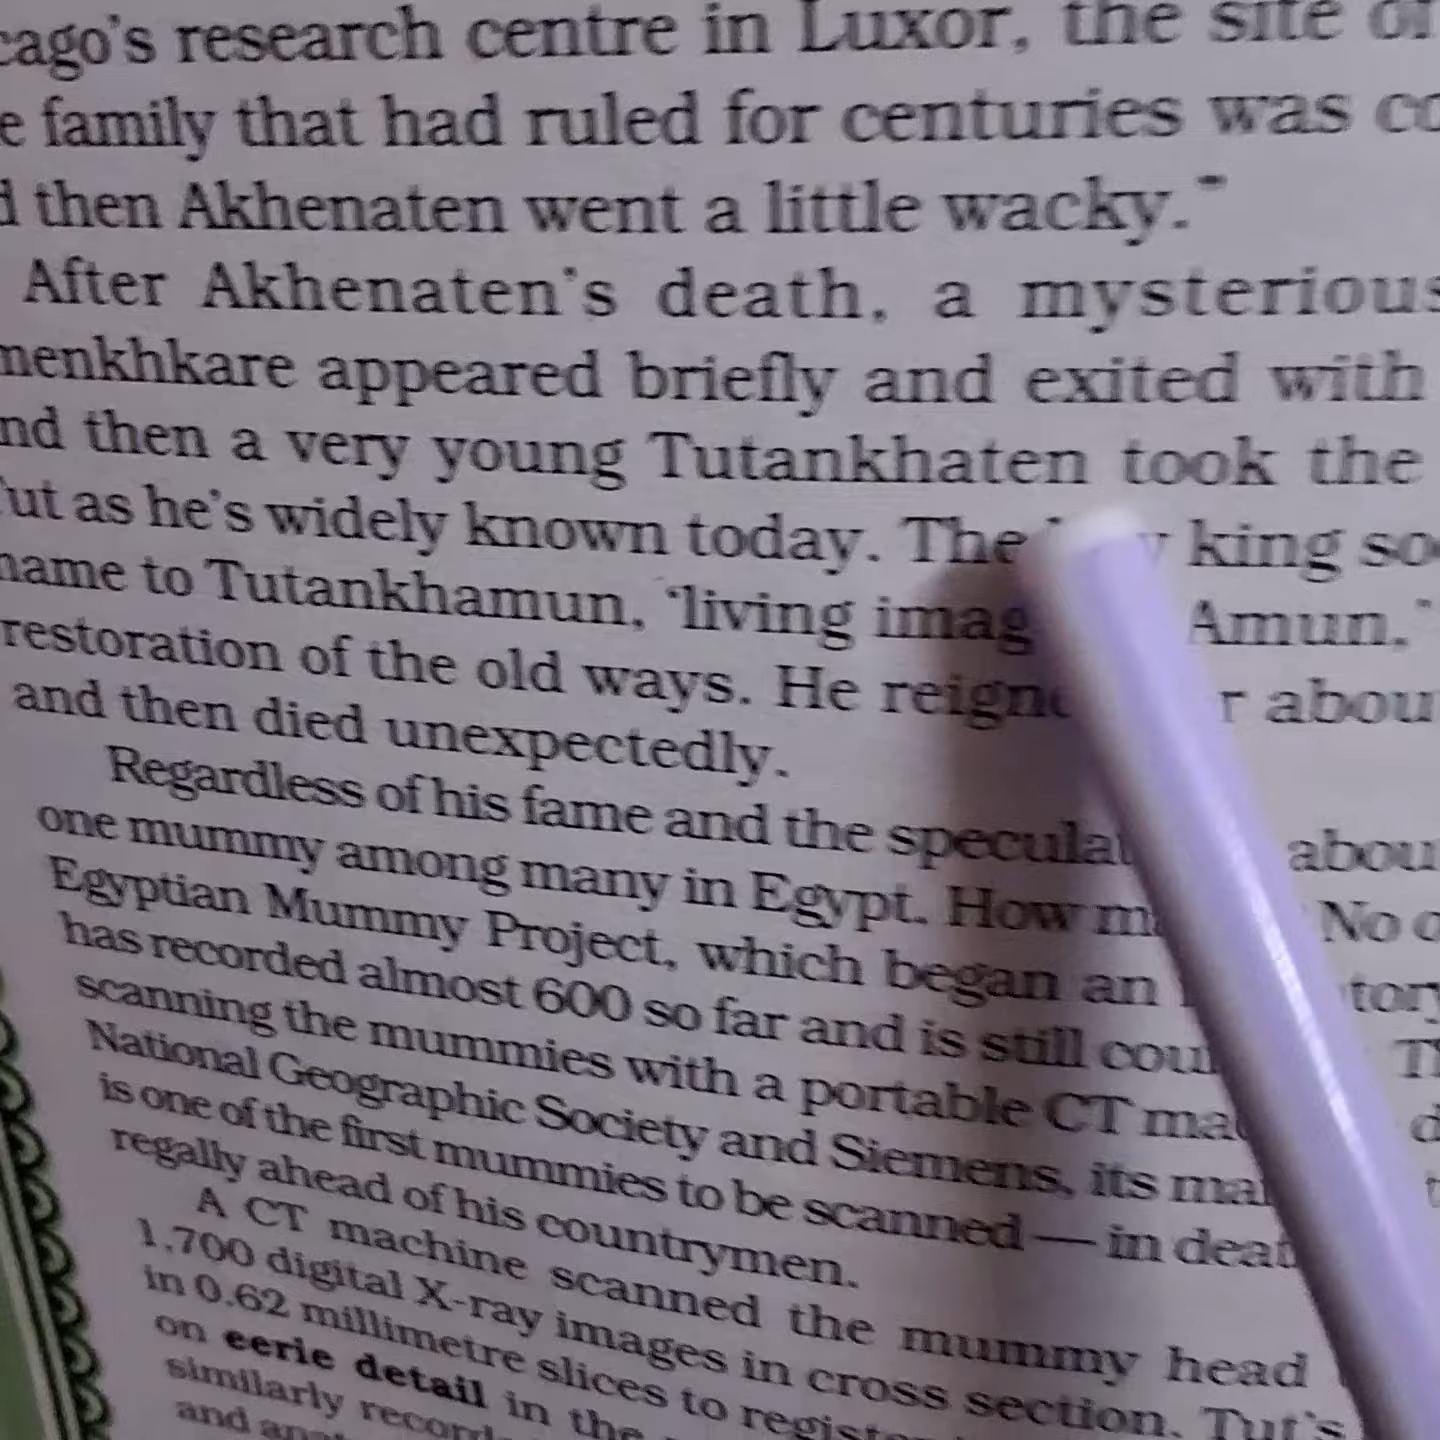 cago's research centre in Luxor, the site of
e family that had ruled for centuries was co
d then Akhenaten went a little wacky."
After Akhenaten's death, a mysterious
menkhkare appeared briefly and exited with
nd then a very young Tutankhaten took the
Tut as he's widely known today. The king so
name to Tutankhamun, "living imag Amun,"
restoration of the old ways. He reigne r abou
and then died unexpectedly.
Regardless of his fame and the specula abou
one mummy among many in Egypt. How m No o
Egyptian Mummy Project, which began an tory
has recorded almost 600 so far and is still cou T
scanning the mummies with a portable CT mac d
National Geographic Society and Siemens, its ma
is one of the first mummies to be scanned — in deat
regally ahead of his countrymen.
A CT machine scanned the mummy head
1,700 digital X-ray images in cross section. Tut's
in 0.62 millimetre slices to registe
on eerie detail in the
similarly record
and